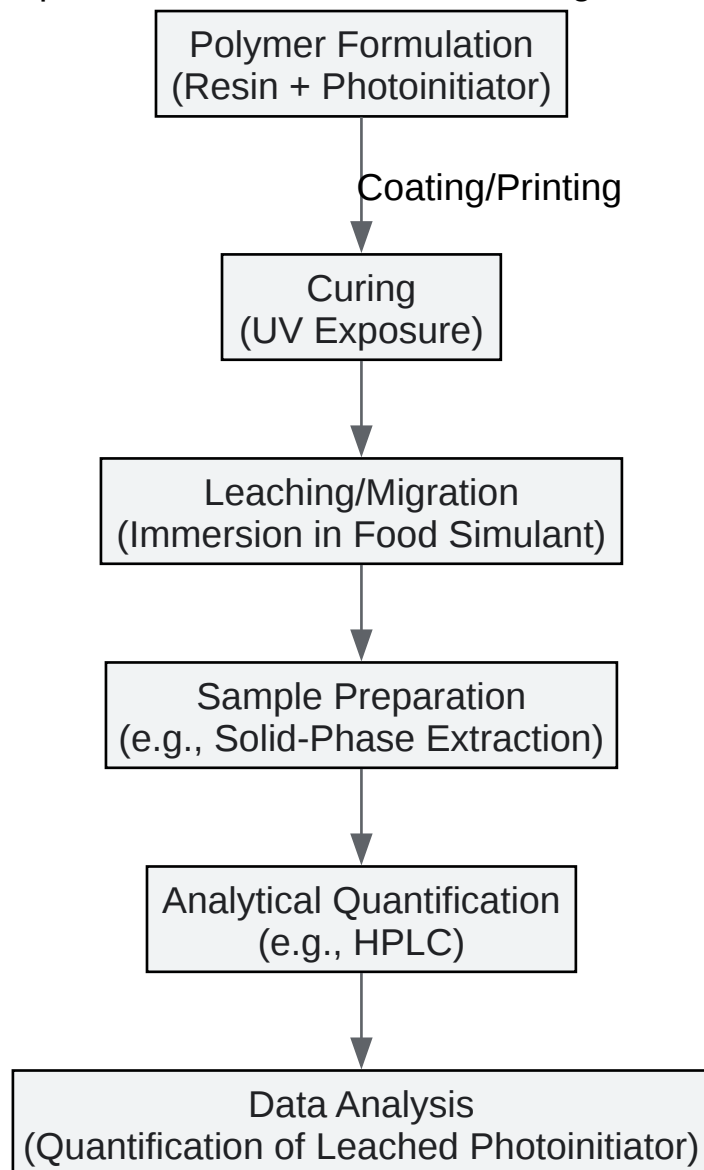 Polymer Formulation
(Resin + Photoinitiator)
Coating/Printing
Curing
(UV Exposure)
Leaching/Migration
(Immersion in Food Simulant)
Sample Preparation
(e.g., Solid-Phase Extraction)
Analytical Quantification
(e.g., HPLC)
Data Analysis
(Quantification of Leached Photoinitiator)